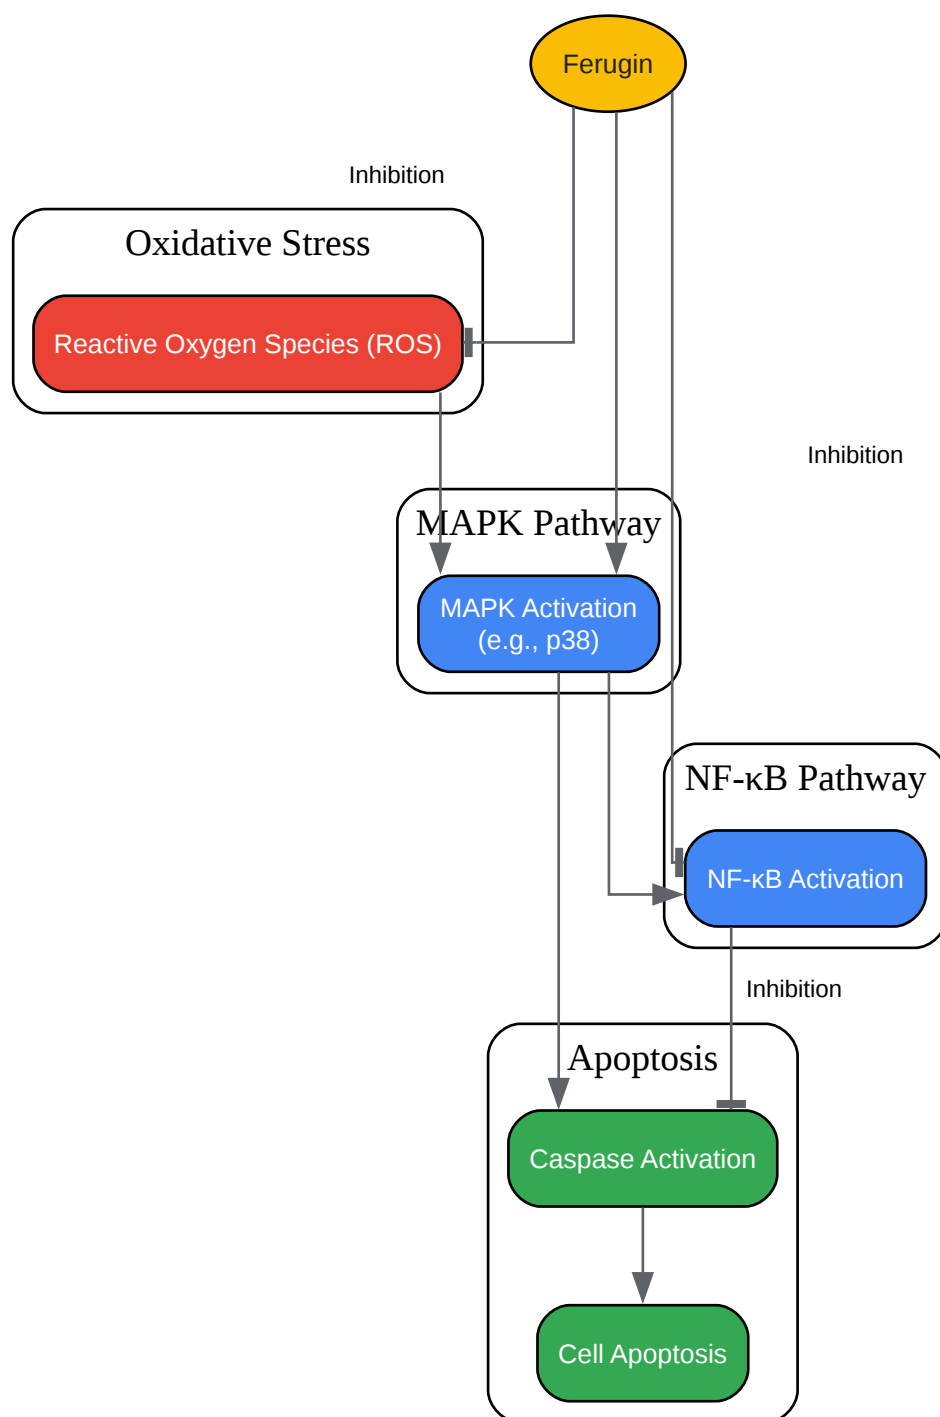 Ferugin
Inhibition
Oxidative Stress
Reactive Oxygen Species (ROS)
Inhibition
MAPK Pathway
MAPK Activation
(e.g., p38)
NF-κB Pathway
NF-κB Activation
Inhibition
Apoptosis
Caspase Activation
Cell Apoptosis